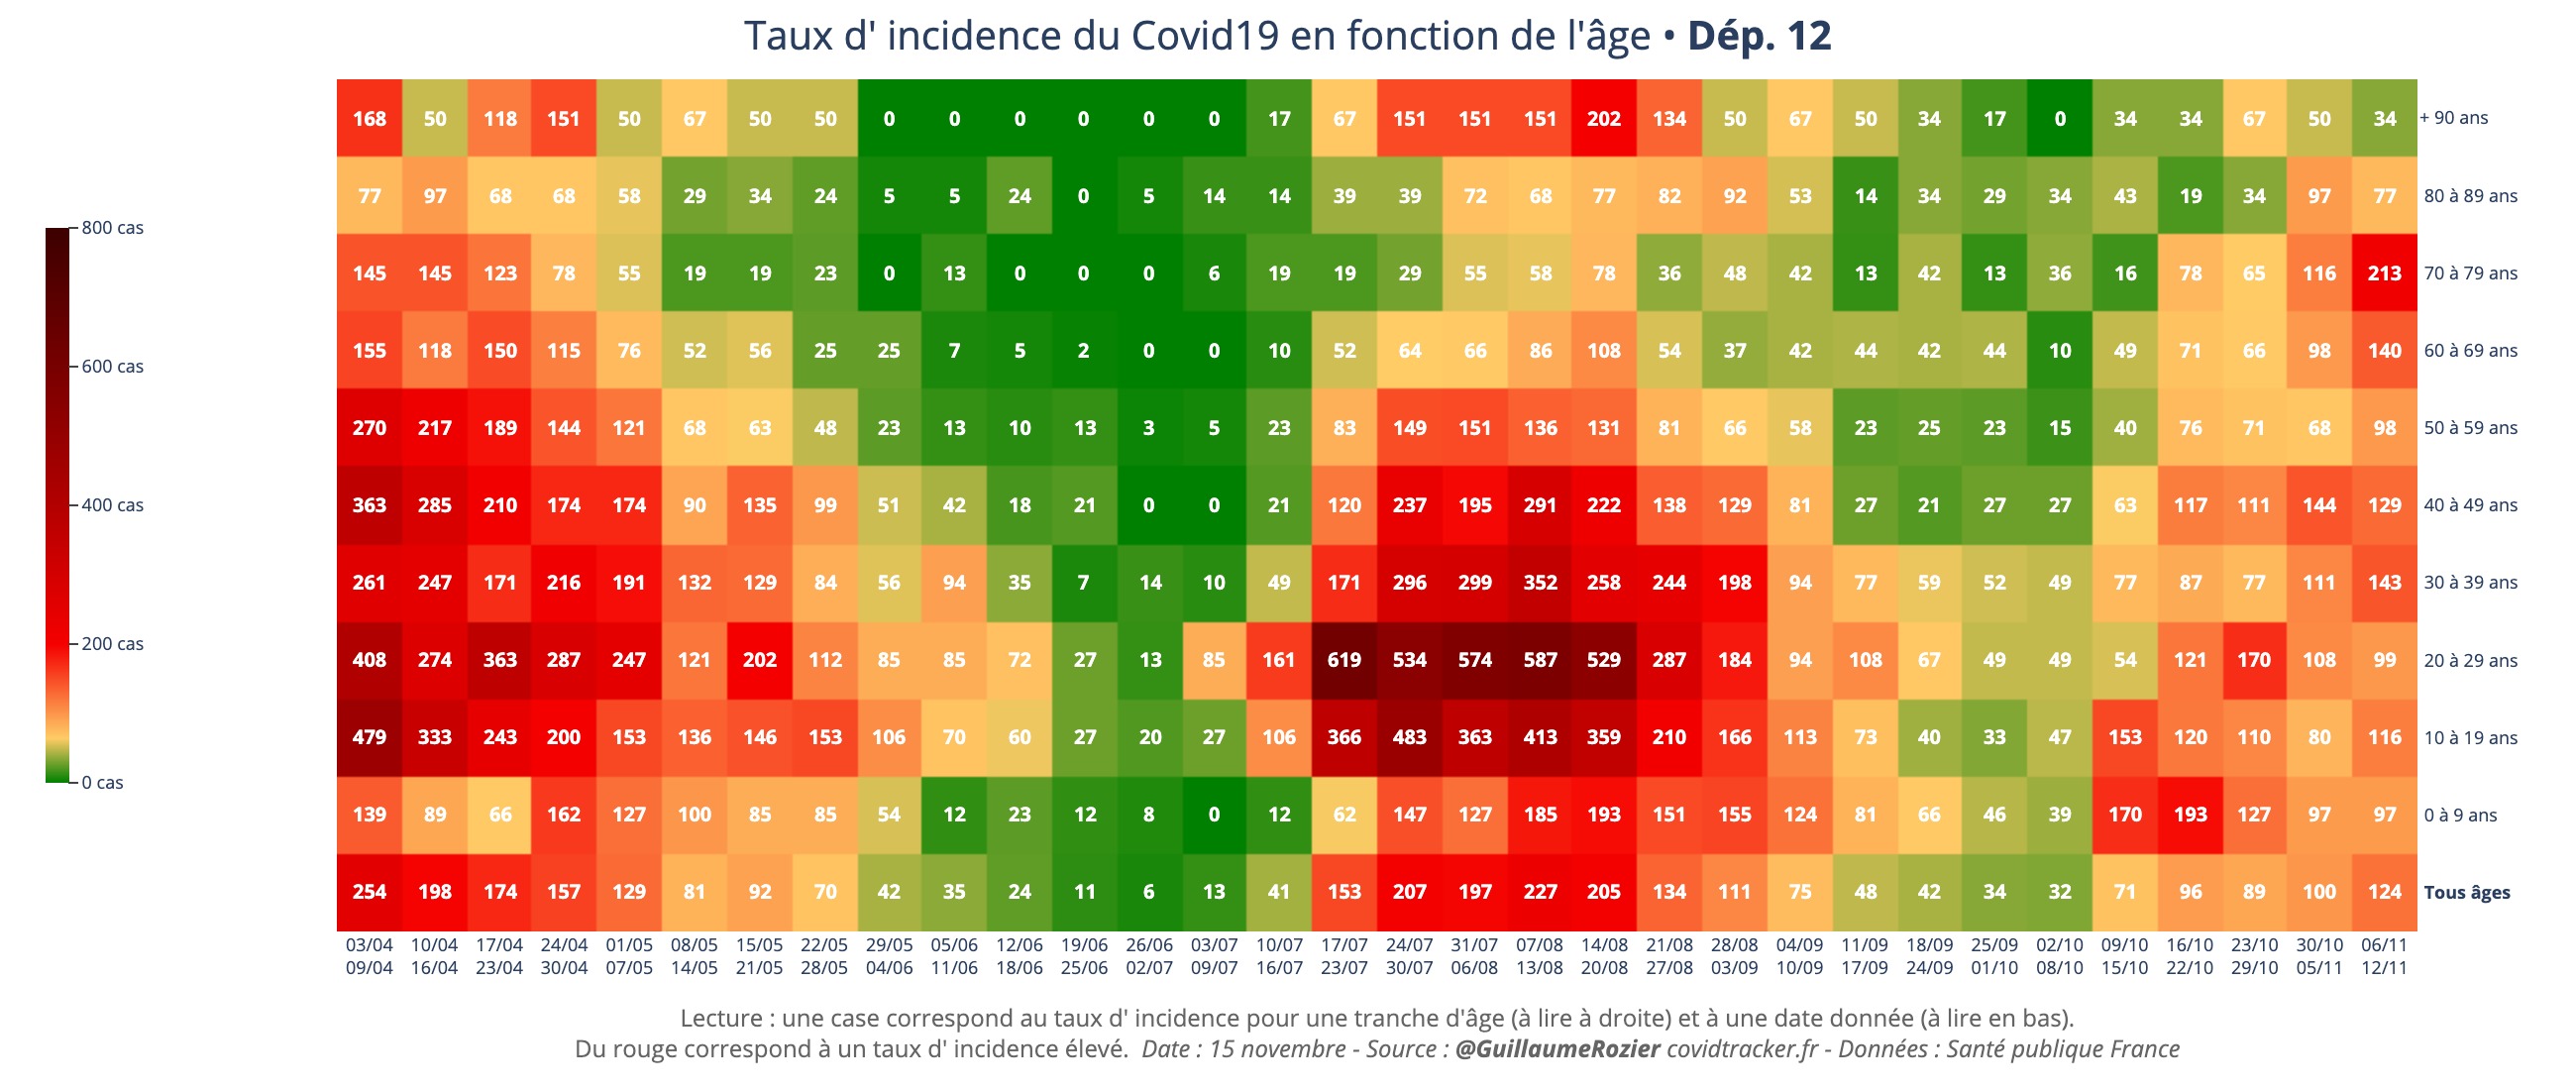 Taux d' incidence du Covid19 en fonction de l'âge • Dép. 12
800 cas
600 cas
400 cas
200 cas
0 cas
168 50 118 151 50 67 50 50 0 0 0 0 0 0 17 67 151 151 151 202 134 50 67 50 34 17 0 34 34 67 50 34 + 90 ans
77 97 68 68 58 29 34 24 5 5 24 0 5 14 14 39 39 72 68 77 82 92 53 14 34 29 34 43 19 34 97 77 80 à 89 ans
145 145 123 78 55 19 19 23 0 13 0 0 0 6 19 19 29 55 58 78 36 48 42 13 42 13 36 16 78 65 116 213 70 à 79 ans
155 118 150 115 76 52 56 25 25 7 5 2 0 0 10 52 64 66 86 108 54 37 42 44 42 44 10 49 71 66 98 140 60 à 69 ans
270 217 189 144 121 68 63 48 23 13 10 13 3 5 23 83 149 151 136 131 81 66 58 23 25 23 15 40 76 71 68 98 50 à 59 ans
363 285 210 174 174 90 135 99 51 42 18 21 0 0 21 120 237 195 291 222 138 129 81 27 21 27 27 63 117 111 144 129 40 à 49 ans
261 247 171 216 191 132 129 84 56 94 35 7 14 10 49 171 296 299 352 258 244 198 94 77 59 52 49 77 87 77 111 143 30 à 39 ans
408 274 363 287 247 121 202 112 85 85 72 27 13 85 161 619 534 574 587 529 287 184 94 108 67 49 49 54 121 170 108 99 20 à 29 ans
479 333 243 200 153 136 146 153 106 70 60 27 20 27 106 366 483 363 413 359 210 166 113 73 40 33 47 153 120 110 80 116 10 à 19 ans
139 89 66 162 127 100 85 85 54 12 23 12 8 0 12 62 147 127 185 193 151 155 124 81 66 46 39 170 193 127 97 97 0 à 9 ans
254 198 174 157 129 81 92 70 42 35 24 11 6 13 41 153 207 197 227 205 134 111 75 48 42 34 32 71 96 89 100 124 Tous âges
03/04 10/04 17/04 24/04 01/05 08/05 15/05 22/05 29/05 05/06 12/06 19/06 26/06 03/07 10/07 17/07 24/07 31/07 07/08 14/08 21/08 28/08 04/09 11/09 18/09 25/09 02/10 09/10 16/10 23/10 30/10 06/11
09/04 16/04 23/04 30/04 07/05 14/05 21/05 28/05 04/06 11/06 18/06 25/06 02/07 09/07 16/07 23/07 30/07 06/08 13/08 20/08 27/08 03/09 10/09 17/09 24/09 01/10 08/10 15/10 22/10 29/10 05/11 12/11
Lecture : une case correspond au taux d' incidence pour une tranche d'âge (à lire à droite) et à une date donnée (à lire en bas).
Du rouge correspond à un taux d' incidence élevé. Date : 15 novembre - Source : @GuillaumeRozier covidtracker.fr - Données : Santé publique France